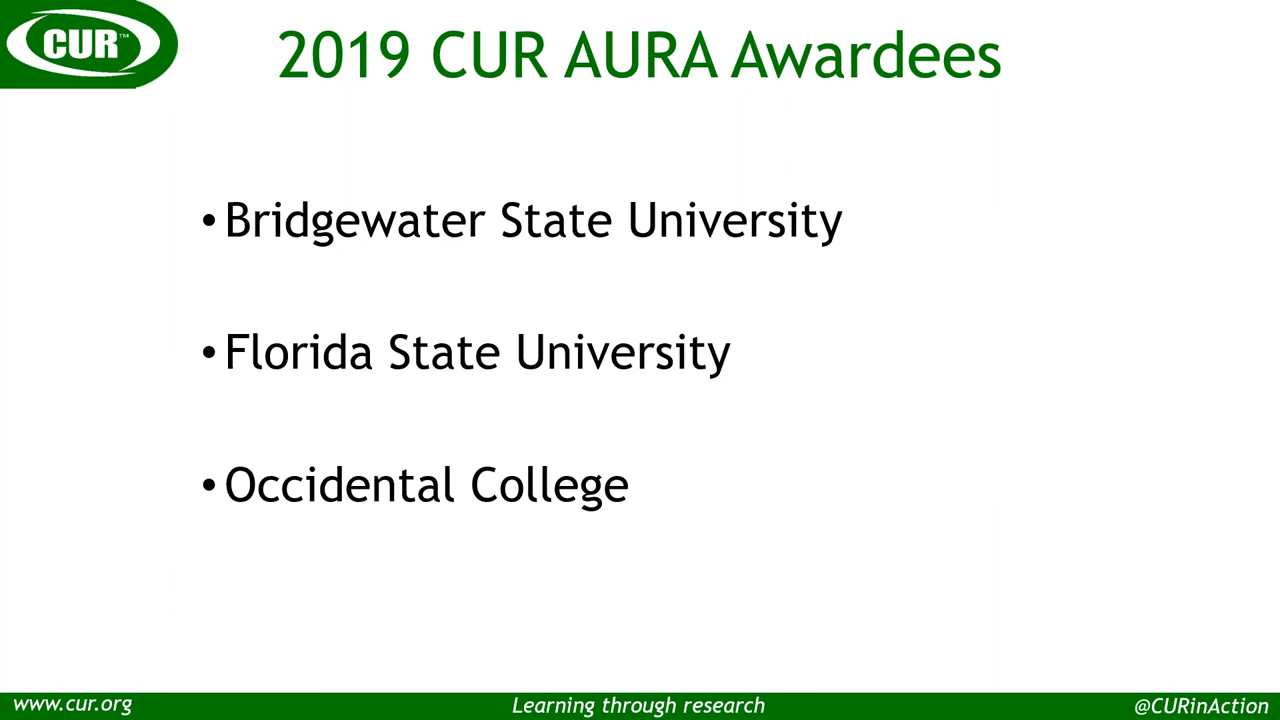 CUR™
2019 CUR AURA Awardees
• Bridgewater State University
• Florida State University
• Occidental College
www.cur.org
Learning through research
@CURinAction